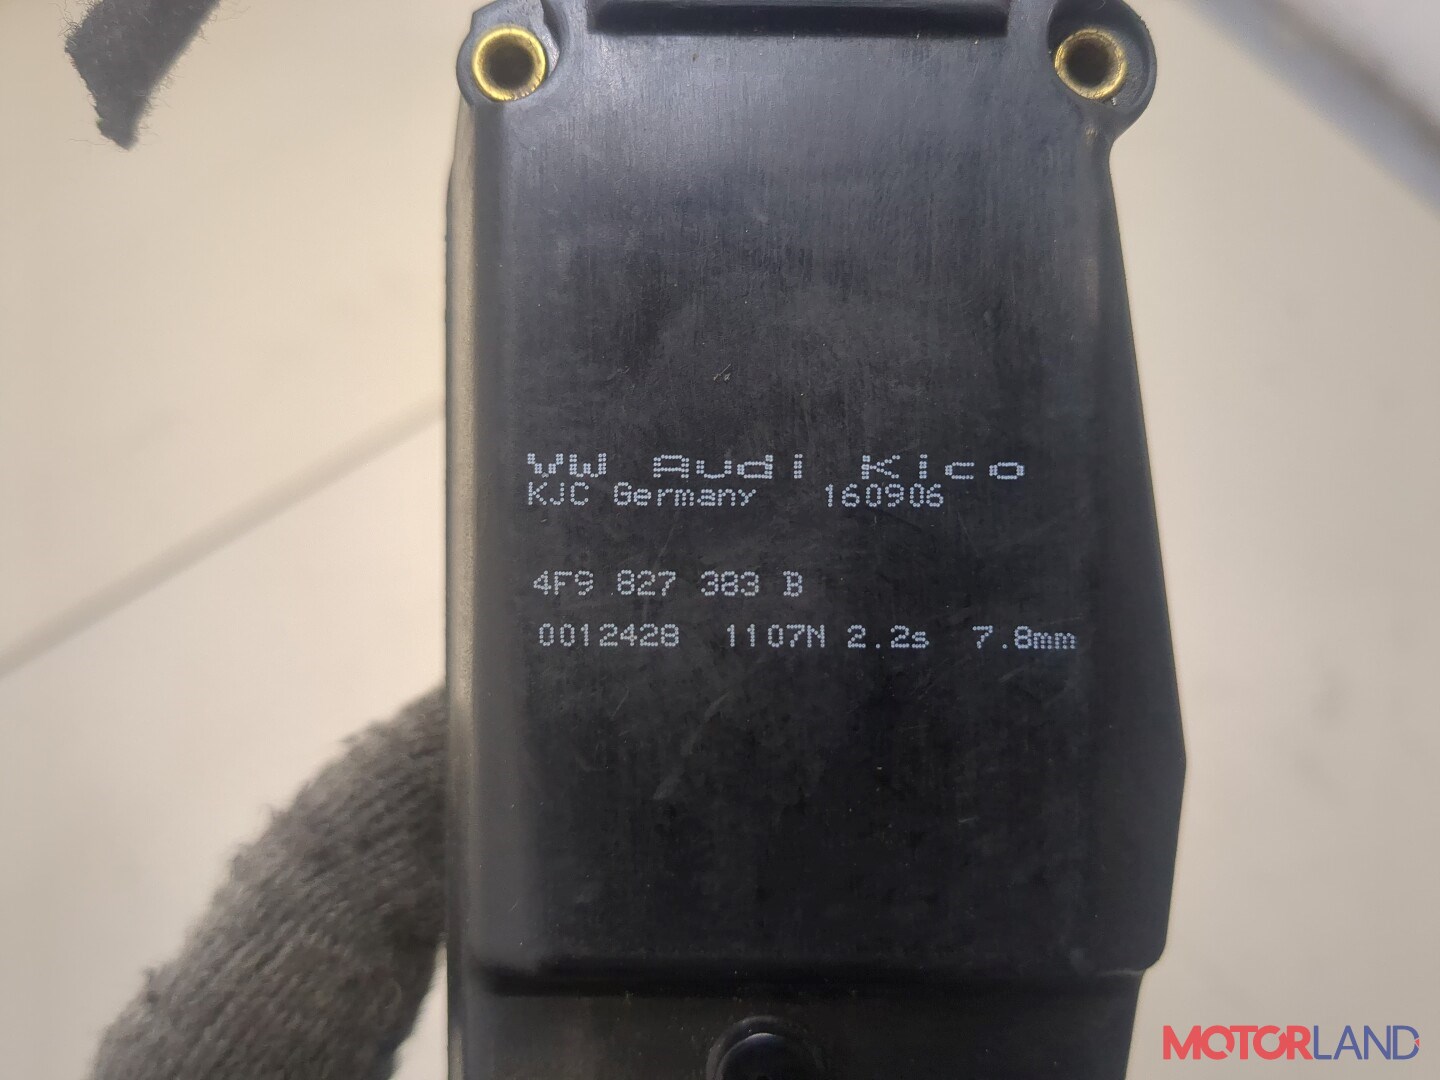 VW Audi Kico
KJC Germany 160906
4F9 827 383 B
0012428 1107N 2.2s 7.8mm
MOTORLAND